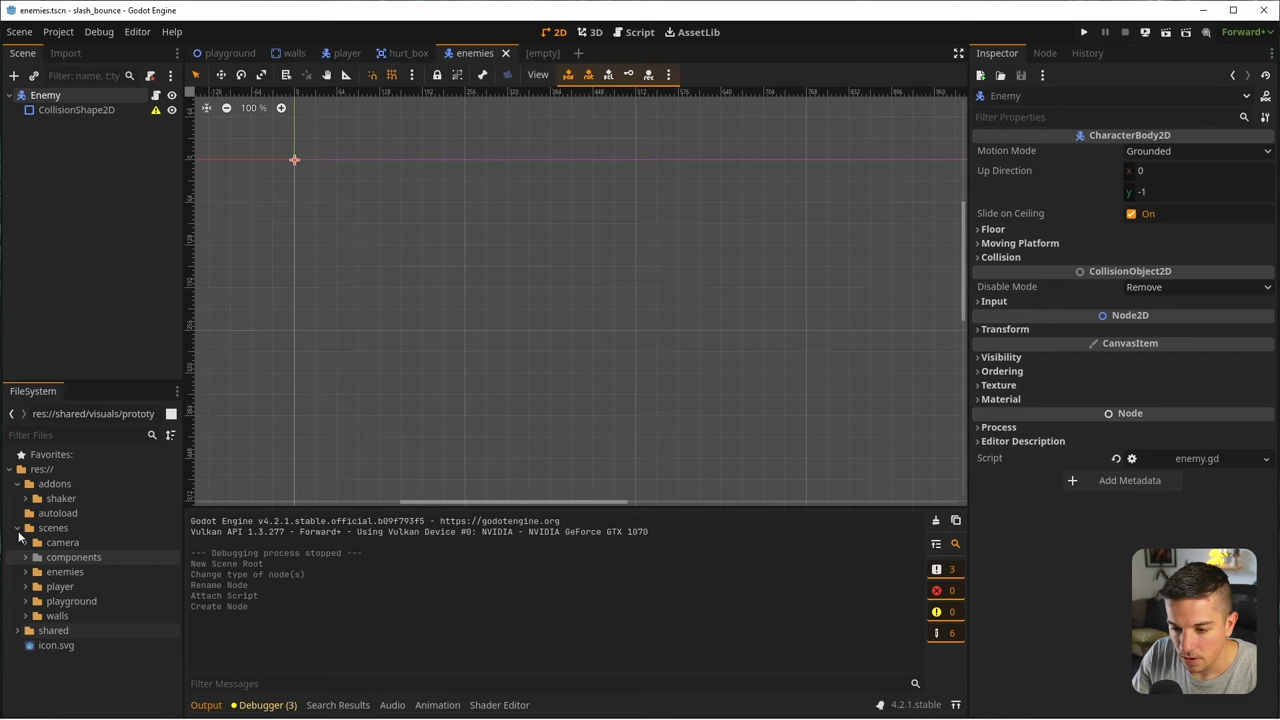 enemies.tscn - slash_bounce - Godot Engine
Scene Project Debug Editor Help
2D 3D Script AssetLib
Forward+
Scene Import
playground walls player hurt_box enemies [empty]
Inspector Node History
Filter: name, t:ty
View
Enemy
CollisionShape2D
100 %
Enemy
Filter Properties
CharacterBody2D
Motion Mode Grounded
Up Direction x 0
y -1
Slide on Ceiling On
Floor
Moving Platform
Collision
CollisionObject2D
Disable Mode Remove
Input
Node2D
Transform
CanvasItem
Visibility
Ordering
Texture
Material
Node
Process
Editor Description
Script enemy.gd
Add Metadata
FileSystem
res://shared/visuals/prototy
Filter Files
Favorites:
res://
addons
shaker
autoload
scenes
camera
components
enemies
player
playground
walls
shared
icon.svg
Godot Engine v4.2.1.stable.official.b09f793f5 - https://godotengine.org
Vulkan API 1.3.277 - Forward+ - Using Vulkan Device #0: NVIDIA - NVIDIA GeForce GTX 1070
--- Debugging process stopped ---
New Scene Root
Change type of node(s)
Rename Node
Attach Script
Create Node
3
0
0
6
Filter Messages
Output Debugger (3) Search Results Audio Animation Shader Editor
4.2.1.stable